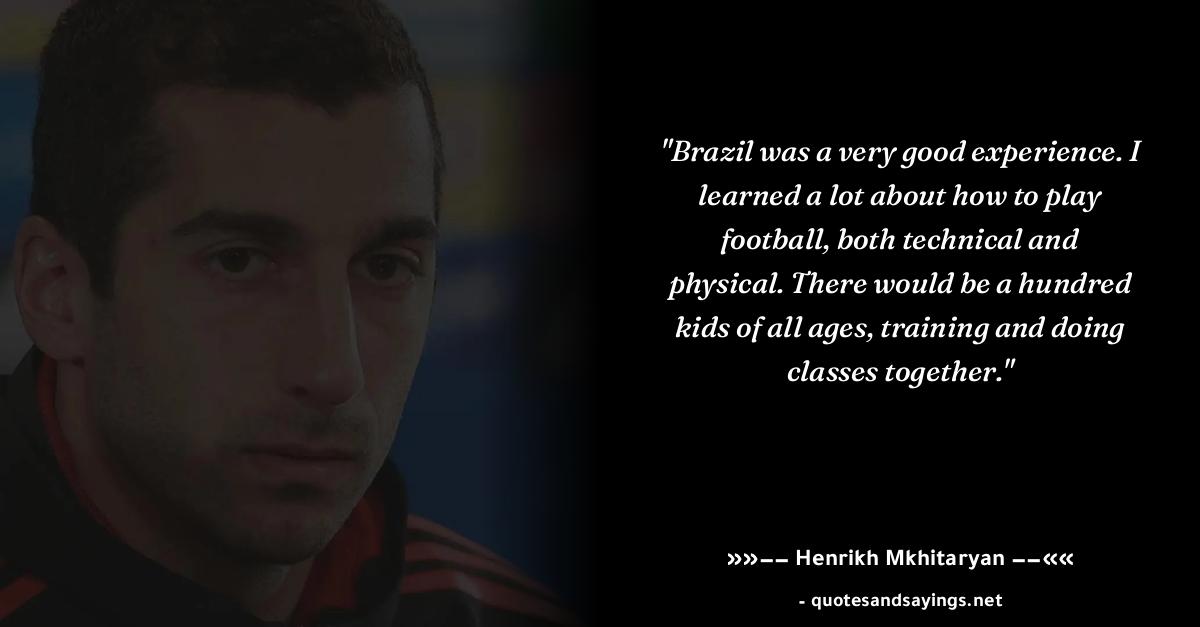 "Brazil was a very good experience. I
learned a lot about how to play
football, both technical and
physical. There would be a hundred
kids of all ages, training and doing
classes together."
»»−− Henrikh Mkhitaryan −−««
- quotesandsayings.net